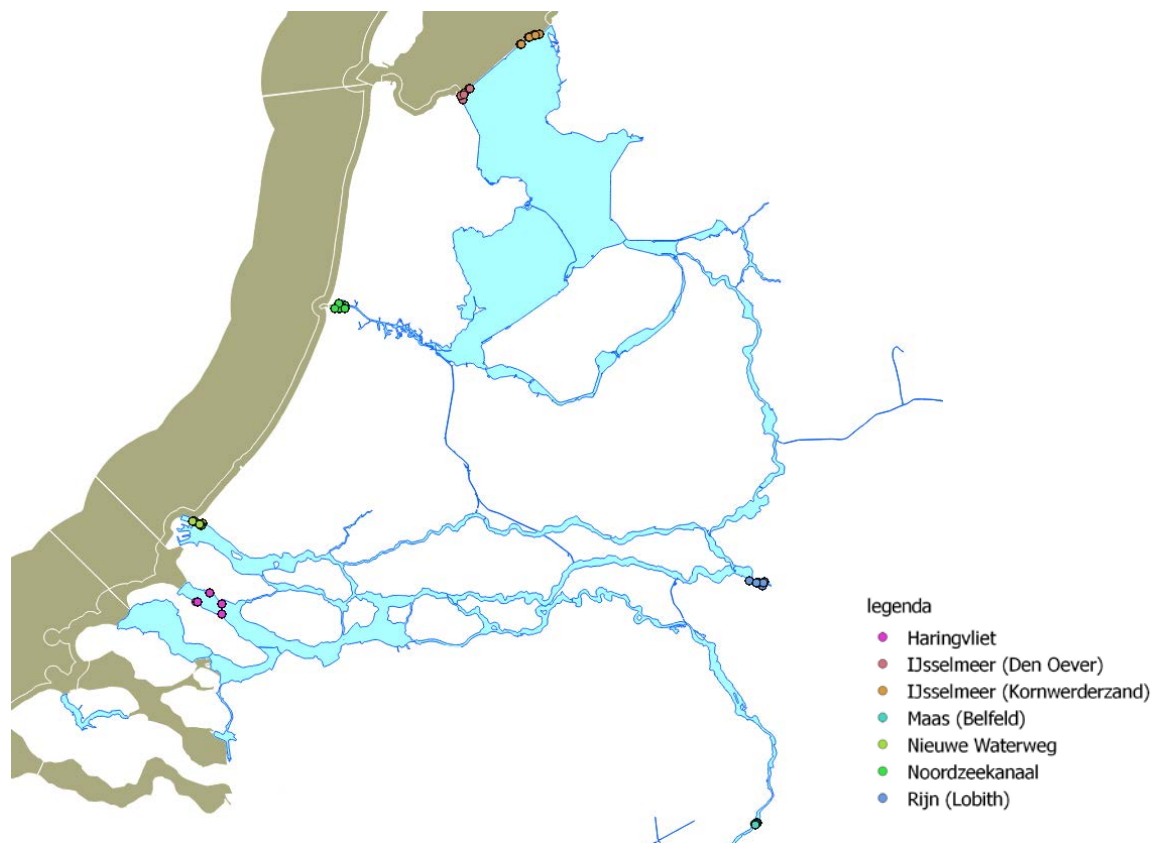 legenda
Haringvliet
IJsselmeer (Den Oever)
IJsselmeer (Kornwerderzand)
Maas (Belfeld)
Nieuwe Waterweg
Noordzeekanaal
Rijn (Lobith)